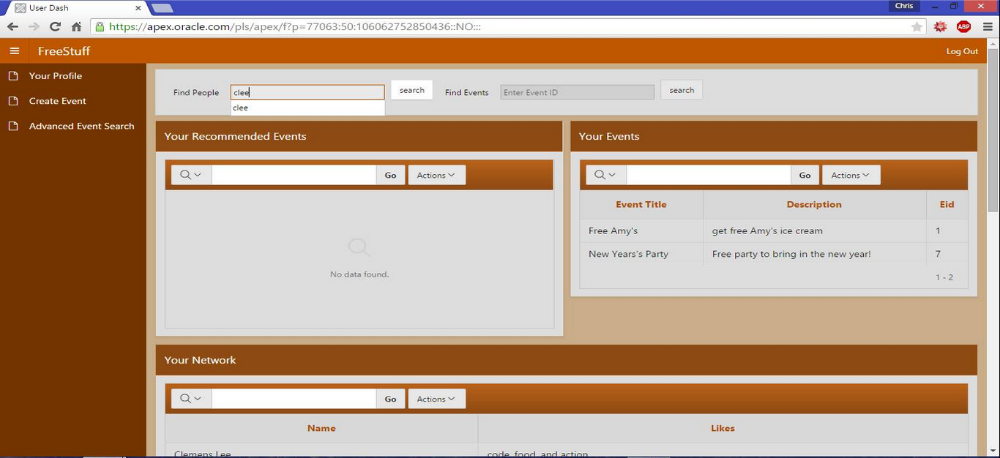 User Dash
Chris
https://apex.oracle.com/pls/apex/f?p=77063:50:106062752850436::NO:::
ABP
FreeStuff
Log Out
Your Profile
Create Event
Advanced Event Search
Find People clee search Find Events Enter Event ID search
clee
Your Recommended Events
Go Actions
No data found.
Your Events
Go Actions
Event Title Description Eid
Free Amy's get free Amy's ice cream 1
New Years's Party Free party to bring in the new year! 7
1 - 2
Your Network
Go Actions
Name Likes
Clemens Lee code, food, and action